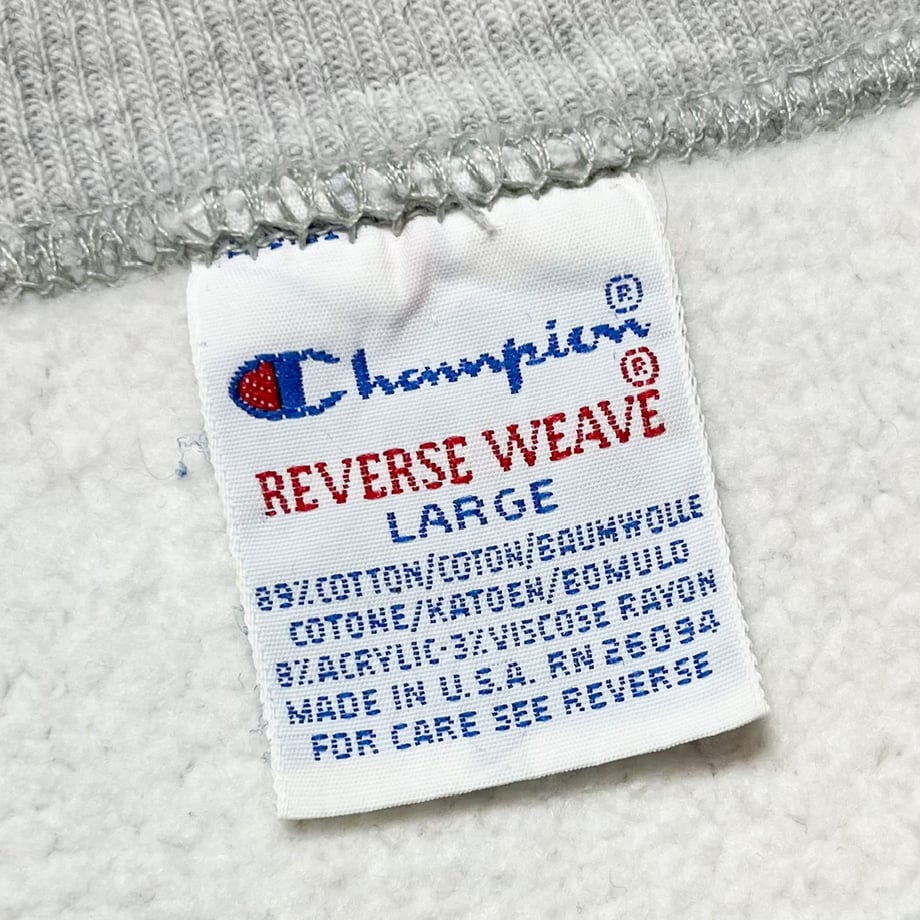 Champion®
REVERSE WEAVE®
LARGE
89%COTTON/COTON/BAUMWOLLE
COTONE/KATOEN/BOMULD
8%ACRYLIC-3%VISCOSE RAYON
MADE IN U.S.A. RN 26094
FOR CARE SEE REVERSE